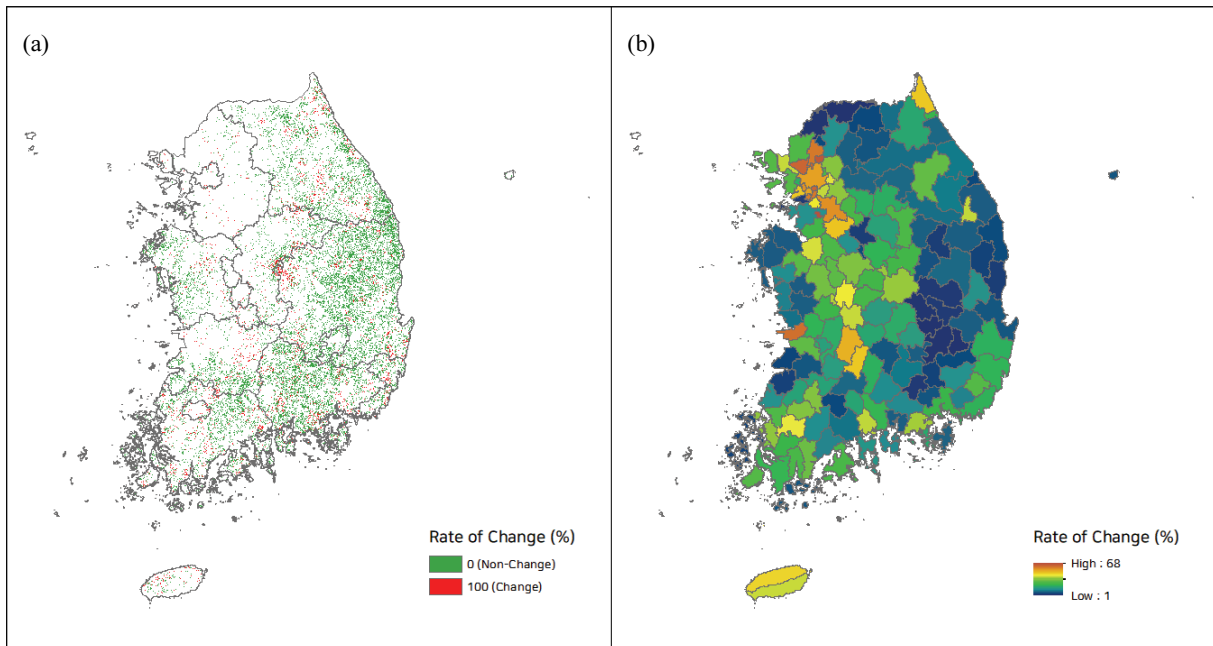 (a)
Rate of Change (%)
0 (Non-Change)
100 (Change)
(b)
Rate of Change (%)
High : 68
Low : 1